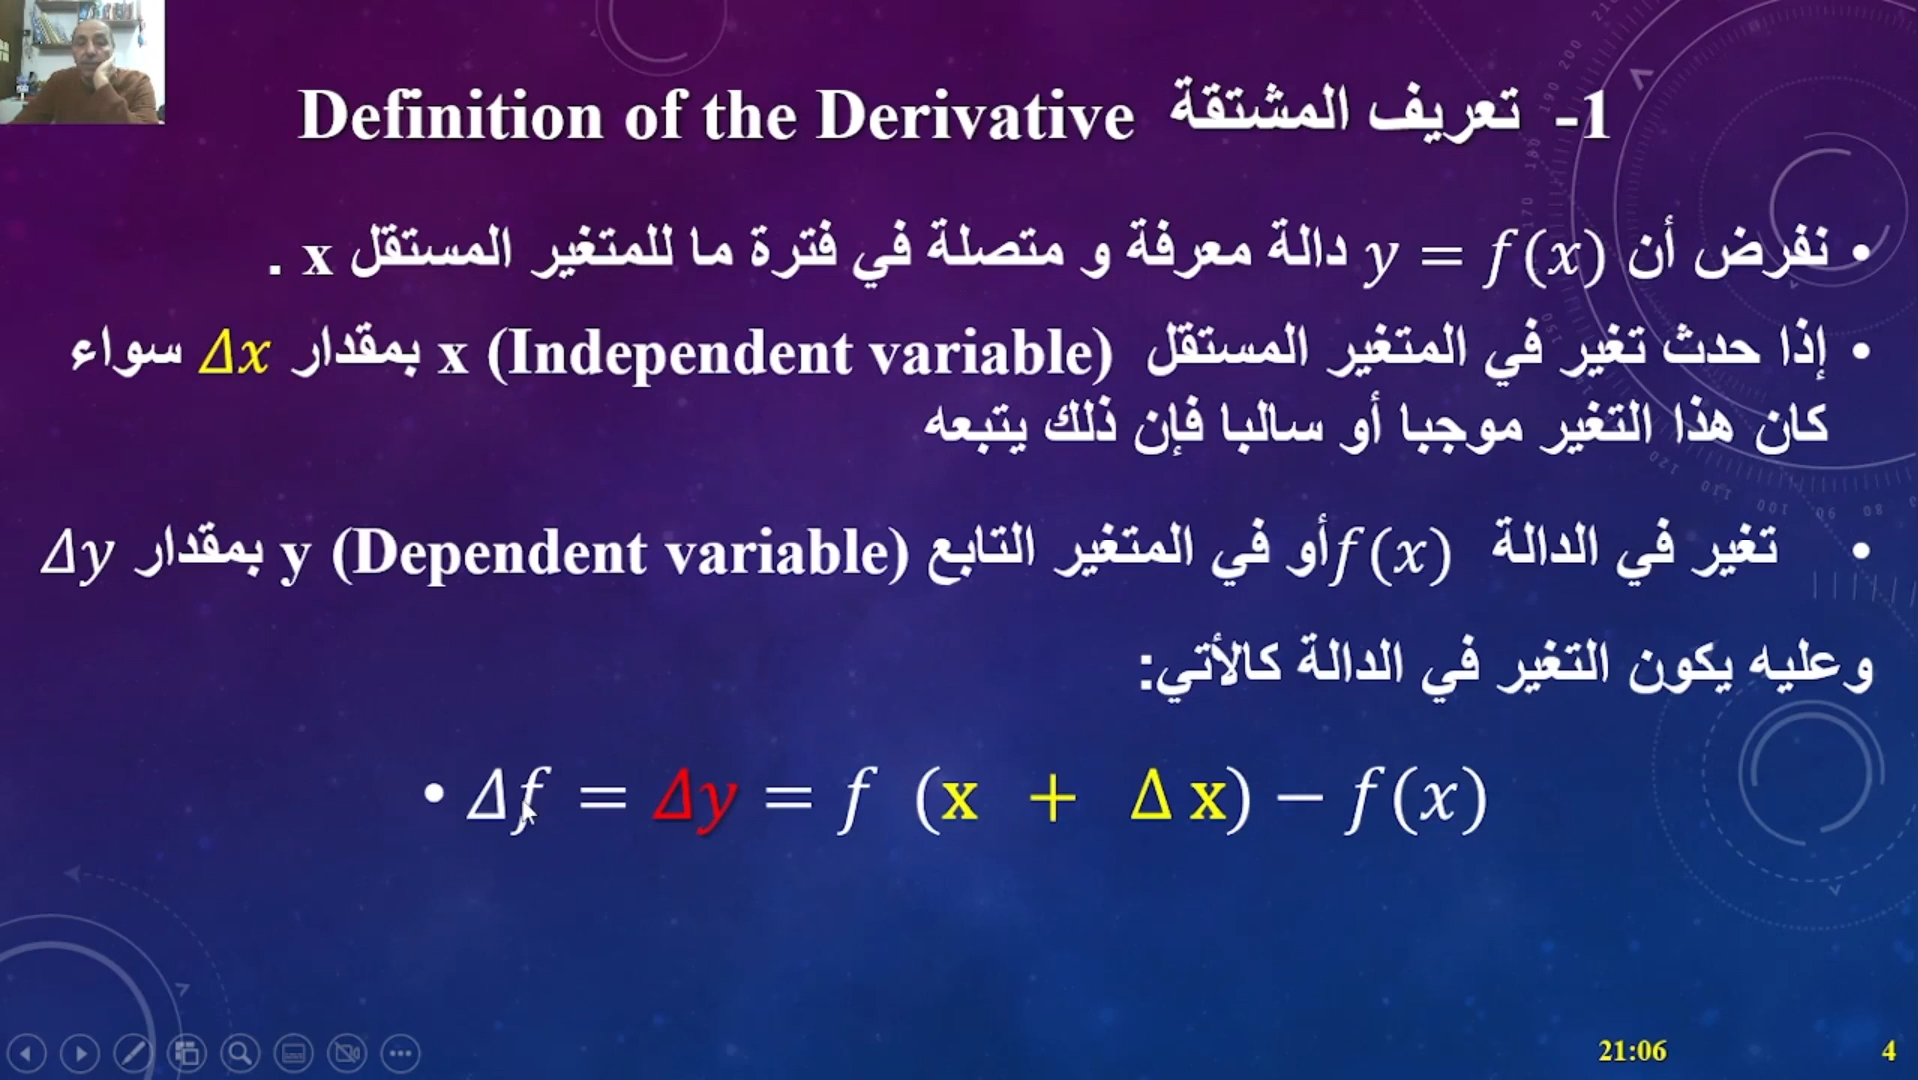 1- تعريف المشتقة Definition of the Derivative
• نفرض أن y = f(x) دالة معرفة و متصلة في فترة ما للمتغير المستقل x .
• إذا حدث تغير في المتغير المستقل x (Independent variable) بمقدار Δx سواء
كان هذا التغير موجبا أو سالبا فإن ذلك يتبعه
• تغير في الدالة f(x) أو في المتغير التابع y (Dependent variable) بمقدار Δy
وعليه يكون التغير في الدالة كالأتي:
• Δf = Δy = f (x + Δ x) − f(x)
21:06
4